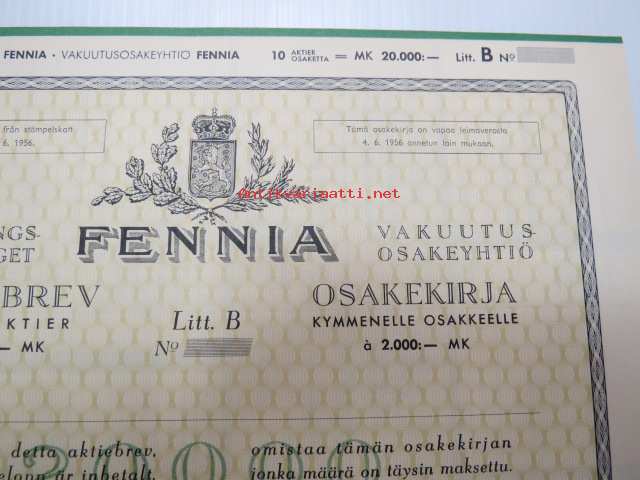 FENNIA · VAKUUTUSOSAKEYHTIÖ FENNIA 10 AKTIER OSAKETTA = MK 20.000:— Litt. B Nº
från stämpelskatt
6. 1956.
Tämä osakekirja on vapaa leimaverosta
4. 6. 1956 annetun lain mukaan.
Antikvariaatti.net
NGS-
GET
FENNIA
VAKUUTUS-
OSAKEYHTIÖ
BREV
KTIER
— MK
Litt. B
Nº
OSAKEKIRJA
KYMMENELLE OSAKKEELLE
à 2.000:— MK
detta aktiebrev,
är inbetalt.
omistaa tämän osakekirjan
jonka määrä on täysin maksettu.